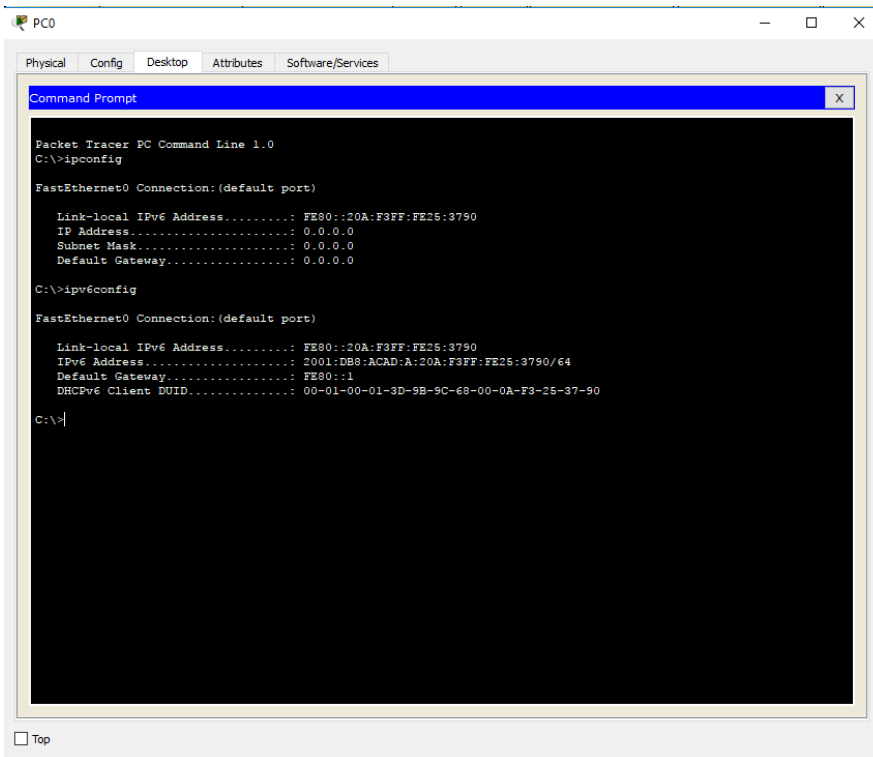 PC0
Physical Config Desktop Attributes Software/Services
Command Prompt X
Packet Tracer PC Command Line 1.0
C:\>ipconfig
FastEthernet0 Connection:(default port)
Link-local IPv6 Address.........: FE80::20A:F3FF:FE25:3790
IP Address......................: 0.0.0.0
Subnet Mask.....................: 0.0.0.0
Default Gateway.................: 0.0.0.0
C:\>ipv6config
FastEthernet0 Connection:(default port)
Link-local IPv6 Address.........: FE80::20A:F3FF:FE25:3790
IPv6 Address....................: 2001:DB8:ACAD:A:20A:F3FF:FE25:3790/64
Default Gateway.................: FE80::1
DHCPv6 Client DUID..............: 00-01-00-01-3D-9B-9C-68-00-0A-F3-25-37-90
C:\>
Top